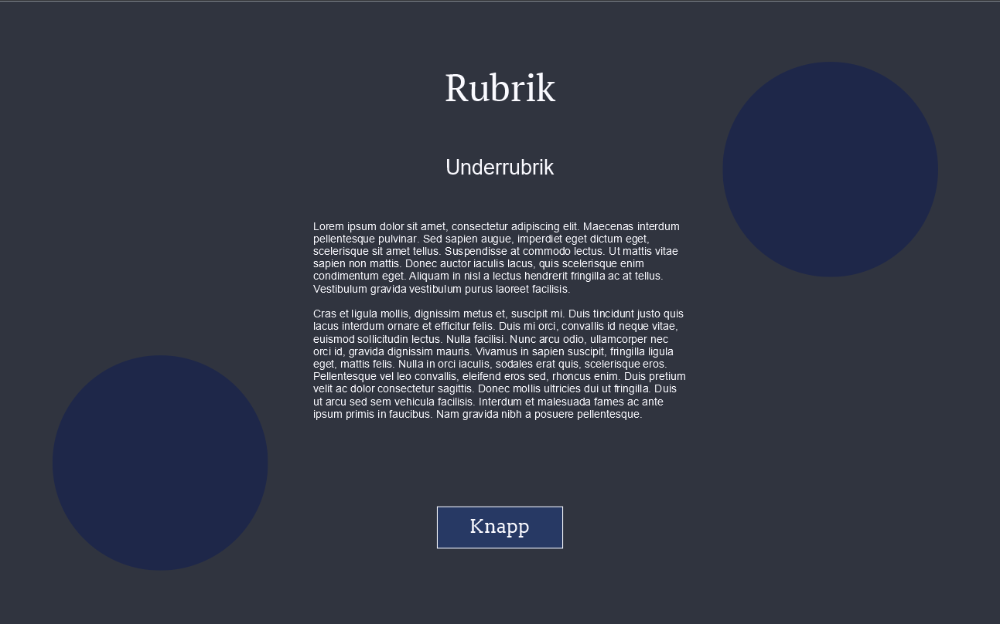 Rubrik
Underrubrik
Lorem ipsum dolor sit amet, consectetur adipiscing elit. Maecenas interdum
pellentesque pulvinar. Sed sapien augue, imperdiet eget dictum eget,
scelerisque sit amet tellus. Suspendisse at commodo lectus. Ut mattis vitae
sapien non mattis. Donec auctor iaculis lacus, quis scelerisque enim
condimentum eget. Aliquam in nisl a lectus hendrerit fringilla ac at tellus.
Vestibulum gravida vestibulum purus laoreet facilisis.
Cras et ligula mollis, dignissim metus et, suscipit mi. Duis tincidunt justo quis
lacus interdum ornare et efficitur felis. Duis mi orci, convallis id neque vitae,
euismod sollicitudin lectus. Nulla facilisi. Nunc arcu odio, ullamcorper nec
orci id, gravida dignissim mauris. Vivamus in sapien suscipit, fringilla ligula
eget, mattis felis. Nulla in orci iaculis, sodales erat quis, scelerisque eros.
Pellentesque vel leo convallis, eleifend eros sed, rhoncus enim. Duis pretium
velit ac dolor consectetur sagittis. Donec mollis ultricies dui ut fringilla. Duis
ut arcu sed sem vehicula facilisis. Interdum et malesuada fames ac ante
ipsum primis in faucibus. Nam gravida nibh a posuere pellentesque.
Knapp